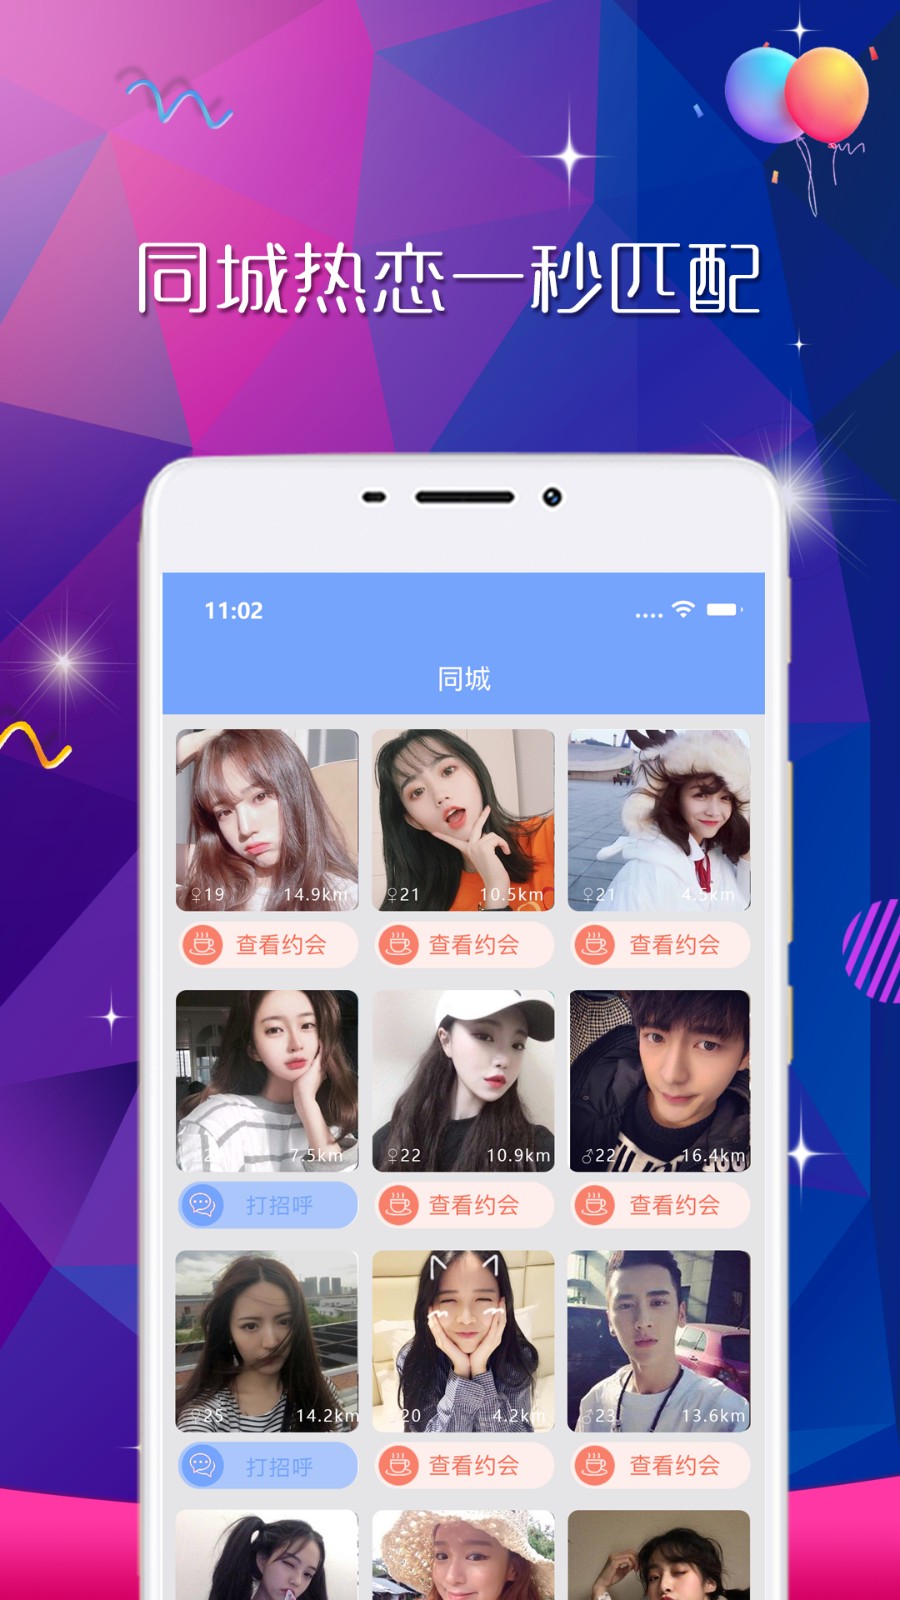 同城热恋一秒匹配
11:02
同城
♀19 14.9km
♀21 10.5km
♀21 4.5km
查看约会 查看约会 查看约会
7.5km
♀22 10.9km
♂22 16.4km
打招呼 查看约会 查看约会
♀25 14.2km
20 4.2km
♂23 13.6km
打招呼 查看约会 查看约会